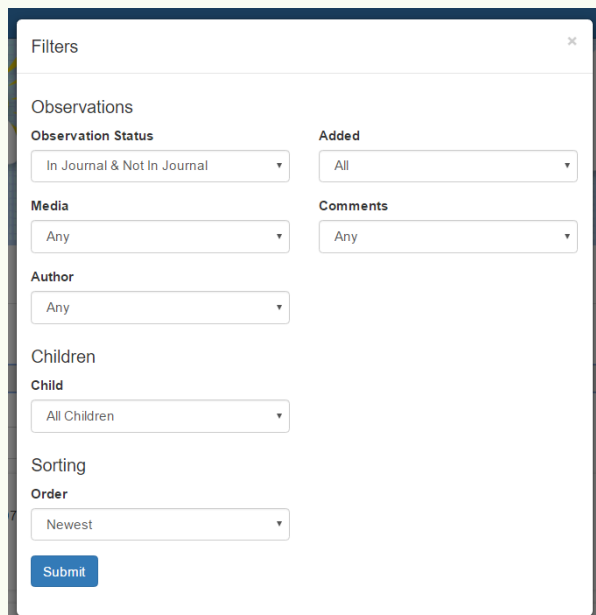 Filters ×
Observations
Observation Status Added
In Journal & Not In Journal All
Media Comments
Any Any
Author
Any
Children
Child
All Children
Sorting
Order
Newest
Submit